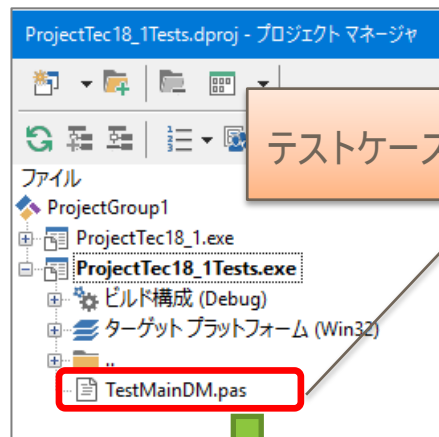 ProjectTec18_1Tests.dproj - プロジェクト マネージャ
テストケース
ファイル
ProjectGroup1
ProjectTec18_1.exe
ProjectTec18_1Tests.exe
ビルド構成 (Debug)
ターゲット プラットフォーム (Win32)
..
TestMainDM.pas